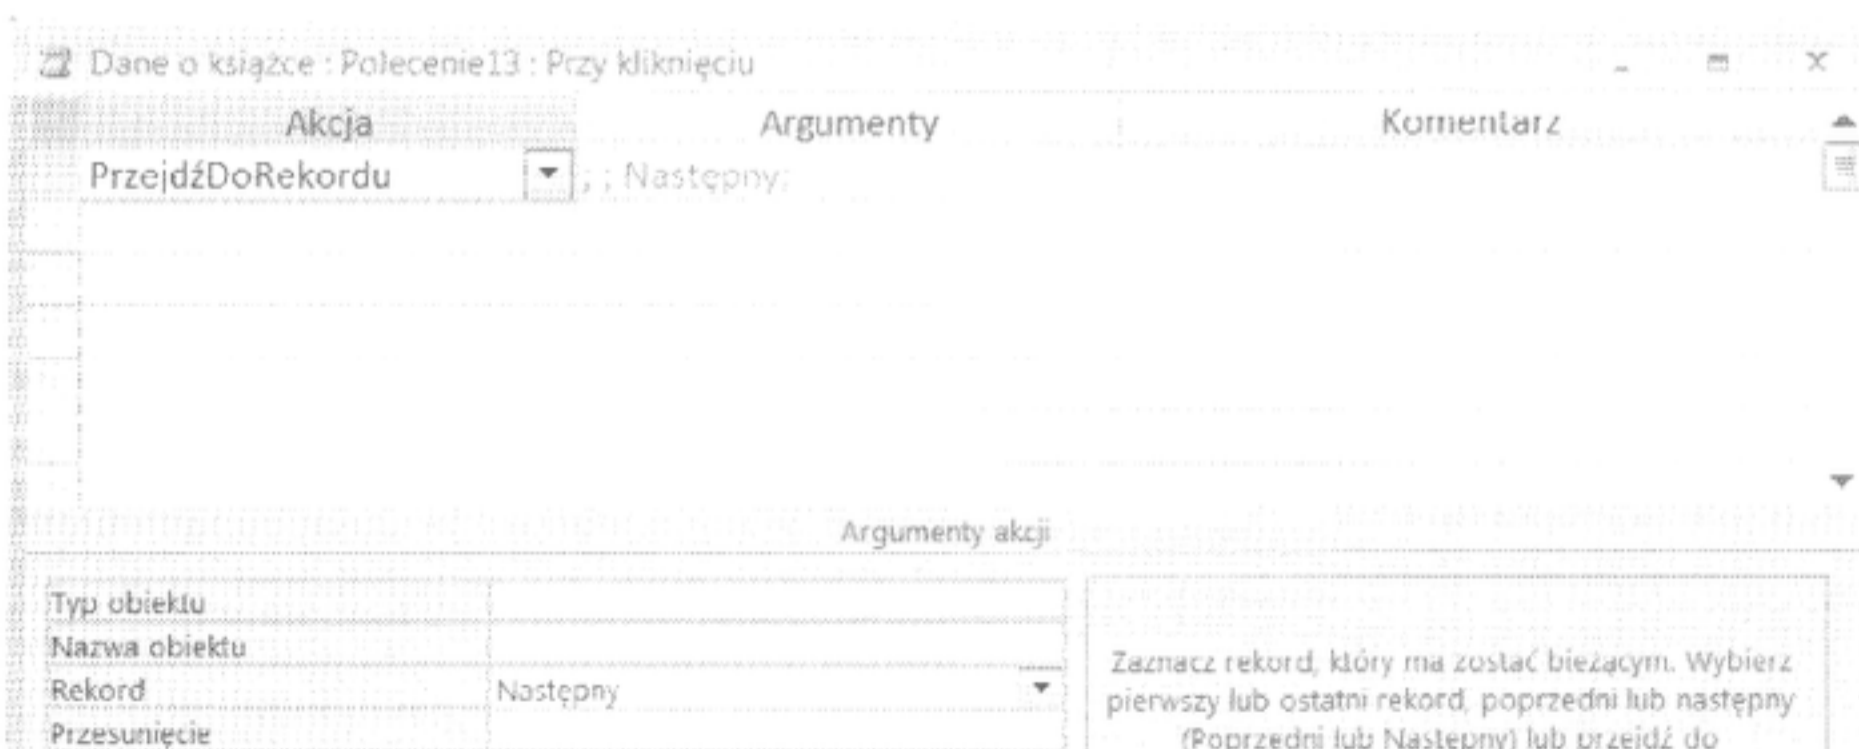 Dane o książce : Polecenie13 : Przy kliknięciu
Akcja Argumenty Komentarz
PrzejdźDoRekordu ; ; Następny;
Argumenty akcji
Typ obiektu
Nazwa obiektu
Rekord Następny
Przesunięcie
Zaznacz rekord, który ma zostać bieżącym. Wybierz
pierwszy lub ostatni rekord, poprzedni lub następny
(Poprzedni lub Następny) lub przejdź do